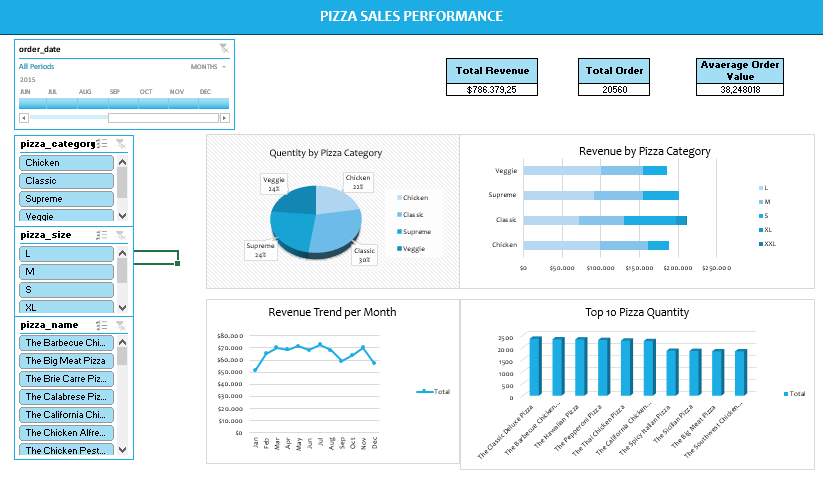 PIZZA SALES PERFORMANCE
order_date
All Periods
MONTHS
2015
JUN JUL AUG SEP OCT NOV DEC
Total Revenue
$786.379,25
Total Order
20560
Avaerage Order
Value
38,248018
pizza_category
Chicken
Classic
Supreme
Veggie
pizza_size
L
M
S
XL
pizza_name
The Barbecue Chi...
The Big Meat Pizza
The Brie Carre Piz...
The Calabrese Piz...
The California Chi...
The Chicken Alfre...
The Chicken Pest...
Quentity by Pizza Category
Veggie
24%
Chicken
22%
Supreme
24%
Classic
30%
Chicken
Classic
Supreme
Veggie
Revenue by Pizza Category
Veggie
Supreme
Classic
Chicken
$0 $50.000 $100.000 $150.000 $200.000 $250.000
L
M
S
XL
XXL
Revenue Trend per Month
$80.000
$70.000
$60.000
$50.000
$40.000
$30.000
$20.000
$10.000
$0
Jan Feb Mar Apr May Jun Jul Aug Sep Oct Nov Dec
Total
Top 10 Pizza Quantity
2500
2000
1500
1000
500
0
The Classic Deluxe Pizza
The Barbecue Chicken...
The Hawaiian Pizza
The Pepperoni Pizza
The Thai Chicken Pizza
The California Chicken...
The Spicy Italian Pizza
The Sicilian Pizza
The Big Meat Pizza
The Southwest Chicken...
Total